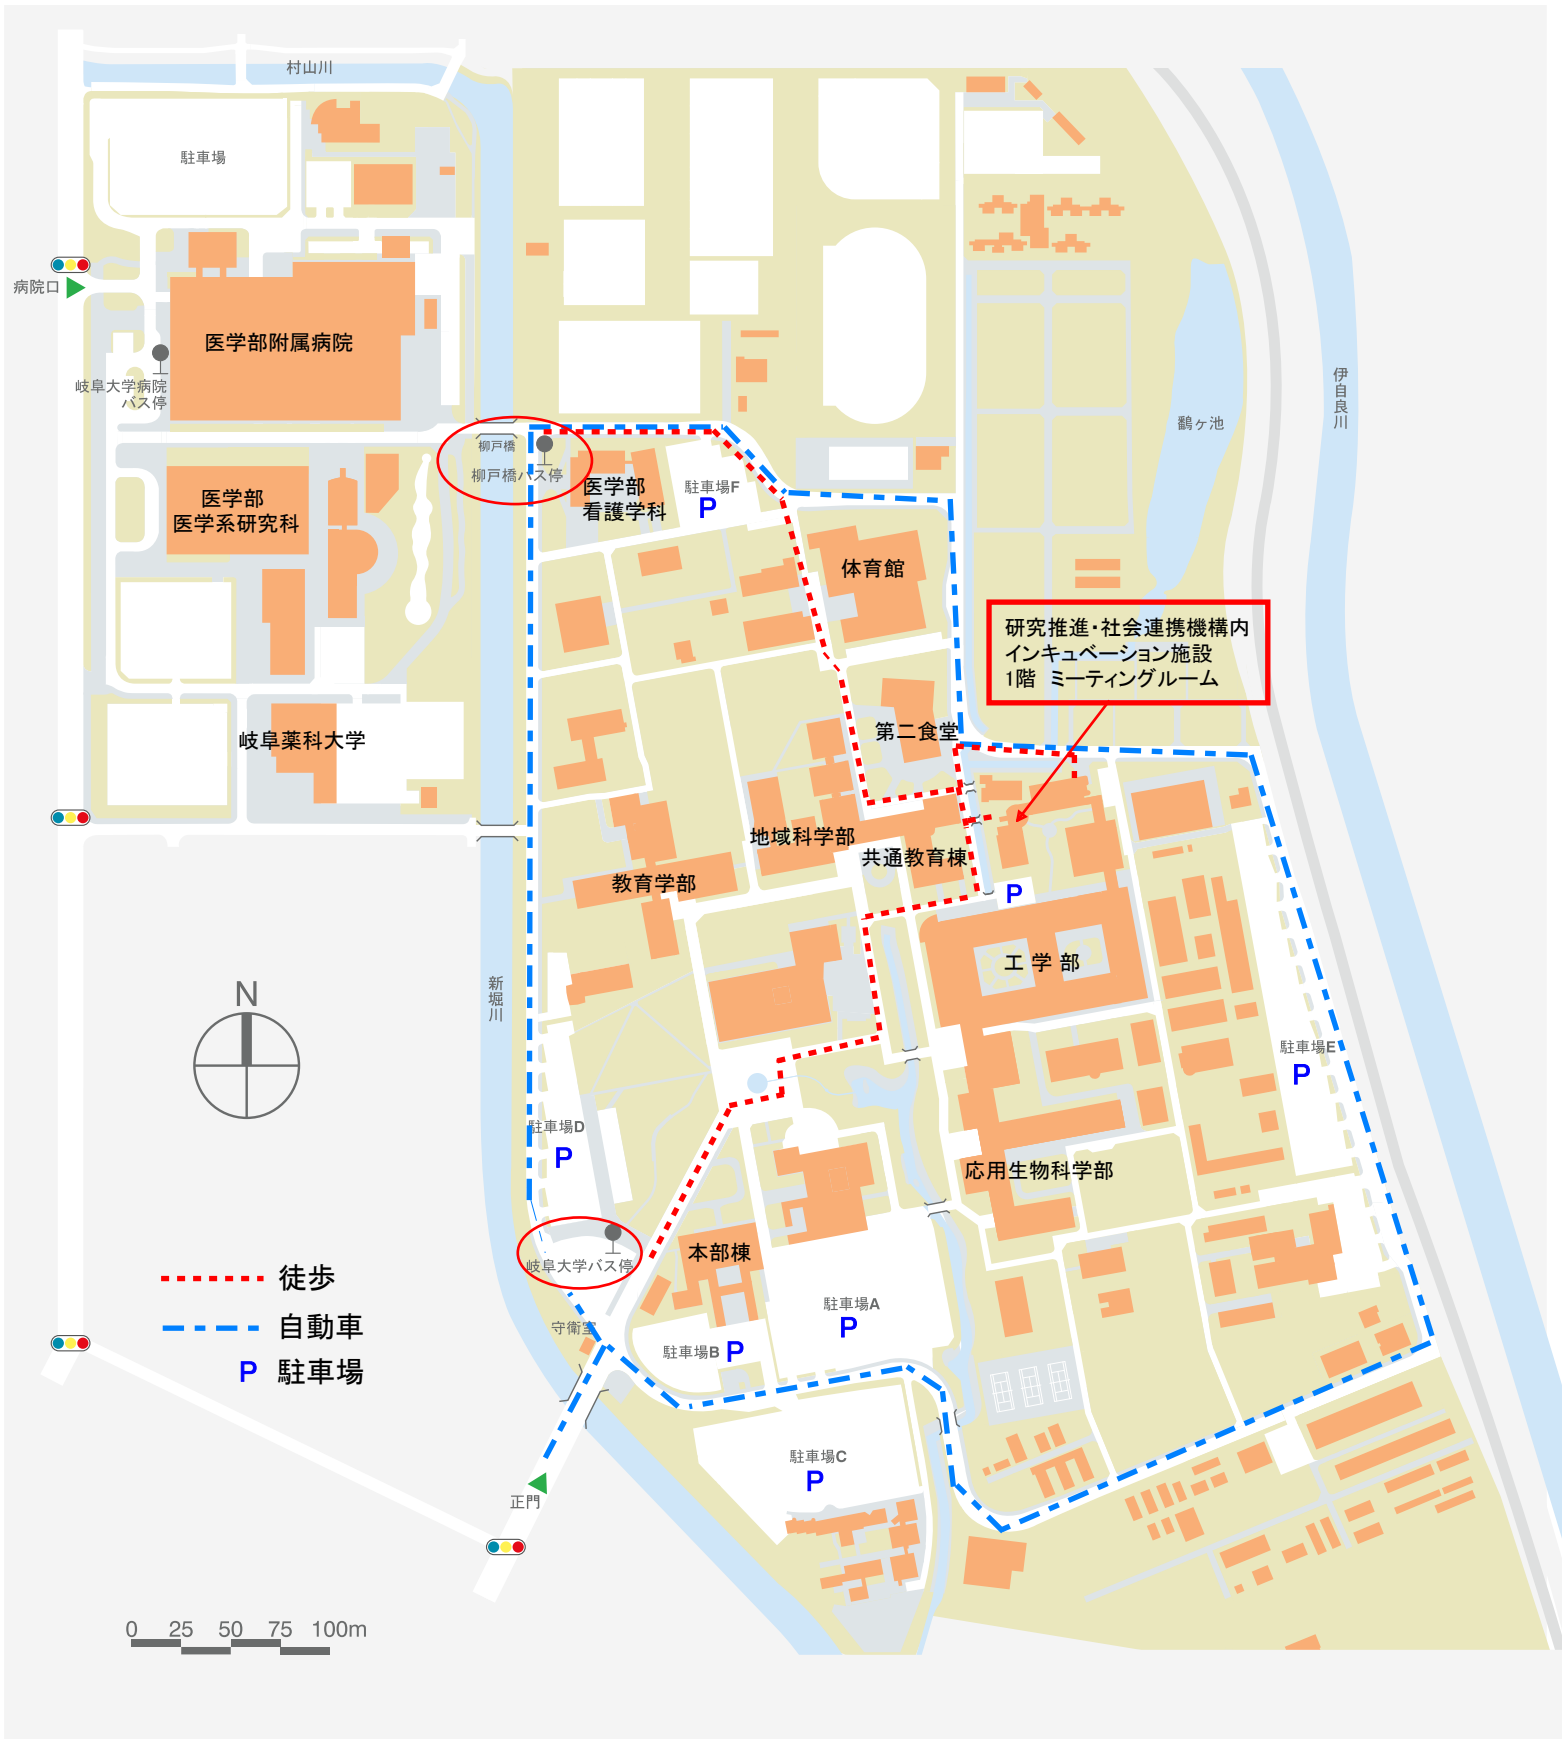 村山川
駐車場
病院口
医学部附属病院
岐阜大学病院
バス停
伊
自
良
川
鶴ヶ池
柳戸橋
柳戸橋バス停
医学部
看護学科
駐車場F
P
医学部
医学系研究科
体育館
研究推進・社会連携機構内
インキュベーション施設
1階 ミーティングルーム
第二食堂
岐阜薬科大学
地域科学部
共通教育棟
教育学部
P
工学部
新
堀
川
N
駐車場E
P
駐車場D
P
応用生物科学部
本部棟
岐阜大学バス停
徒歩
自動車
P 駐車場
守衛室
駐車場A
P
駐車場B P
駐車場C
P
正門
0 25 50 75 100m